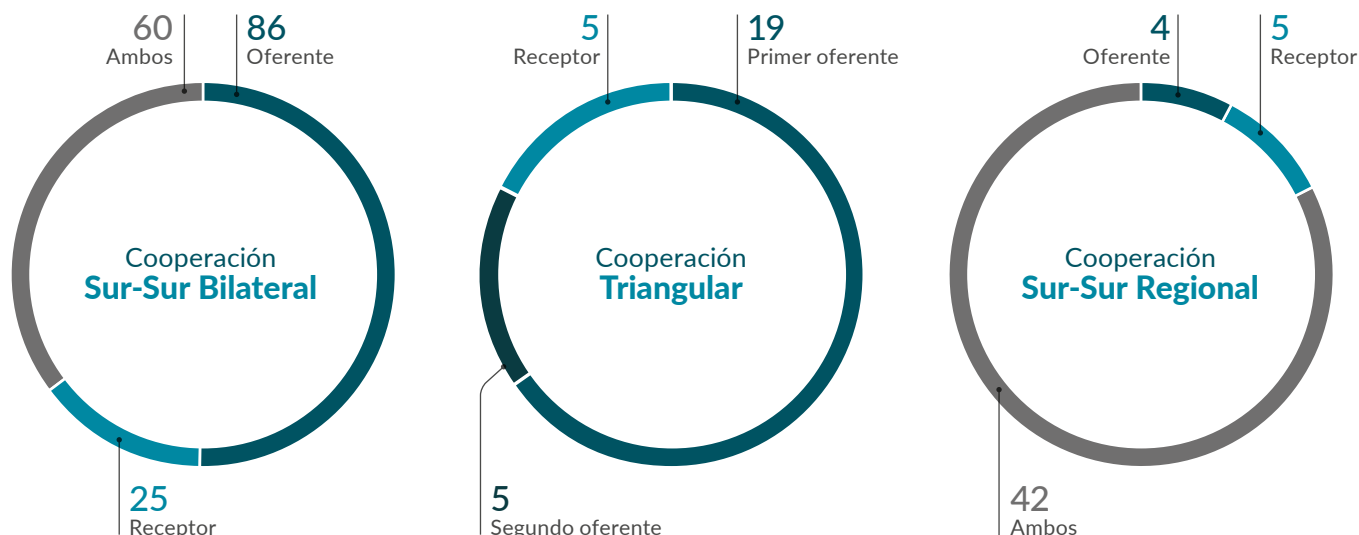 60
Ambos
86
Oferente
Cooperación
Sur-Sur Bilateral
25
Receptor
5
Receptor
19
Primer oferente
Cooperación
Triangular
5
Segundo oferente
4
Oferente
5
Receptor
Cooperación
Sur-Sur Regional
42
Ambos